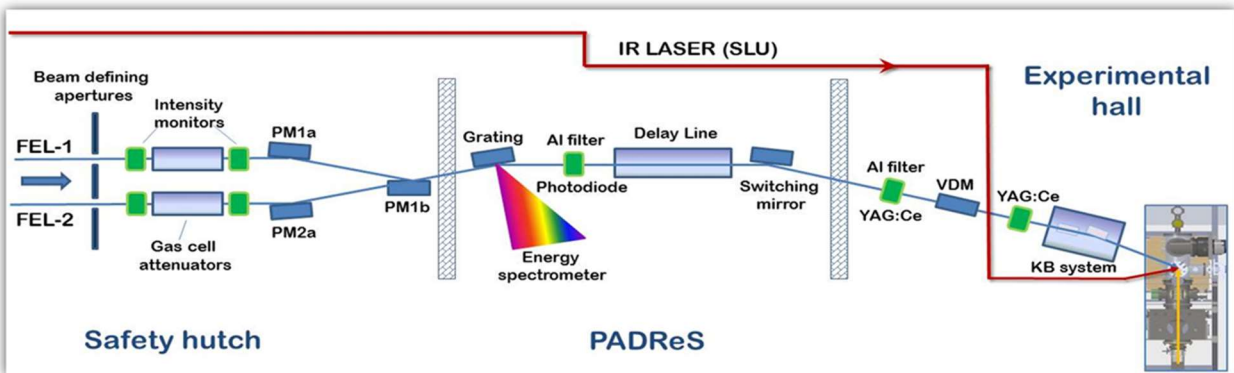 IR LASER (SLU)
Experimental
hall
Beam defining
apertures
Intensity
monitors
FEL-1
FEL-2
PM1a
PM2a
PM1b
Gas cell
attenuators
Grating
Al filter
Photodiode
Delay Line
Switching
mirror
Energy
spectrometer
Al filter
YAG:Ce
VDM
YAG:Ce
KB system
Safety hutch
PADReS